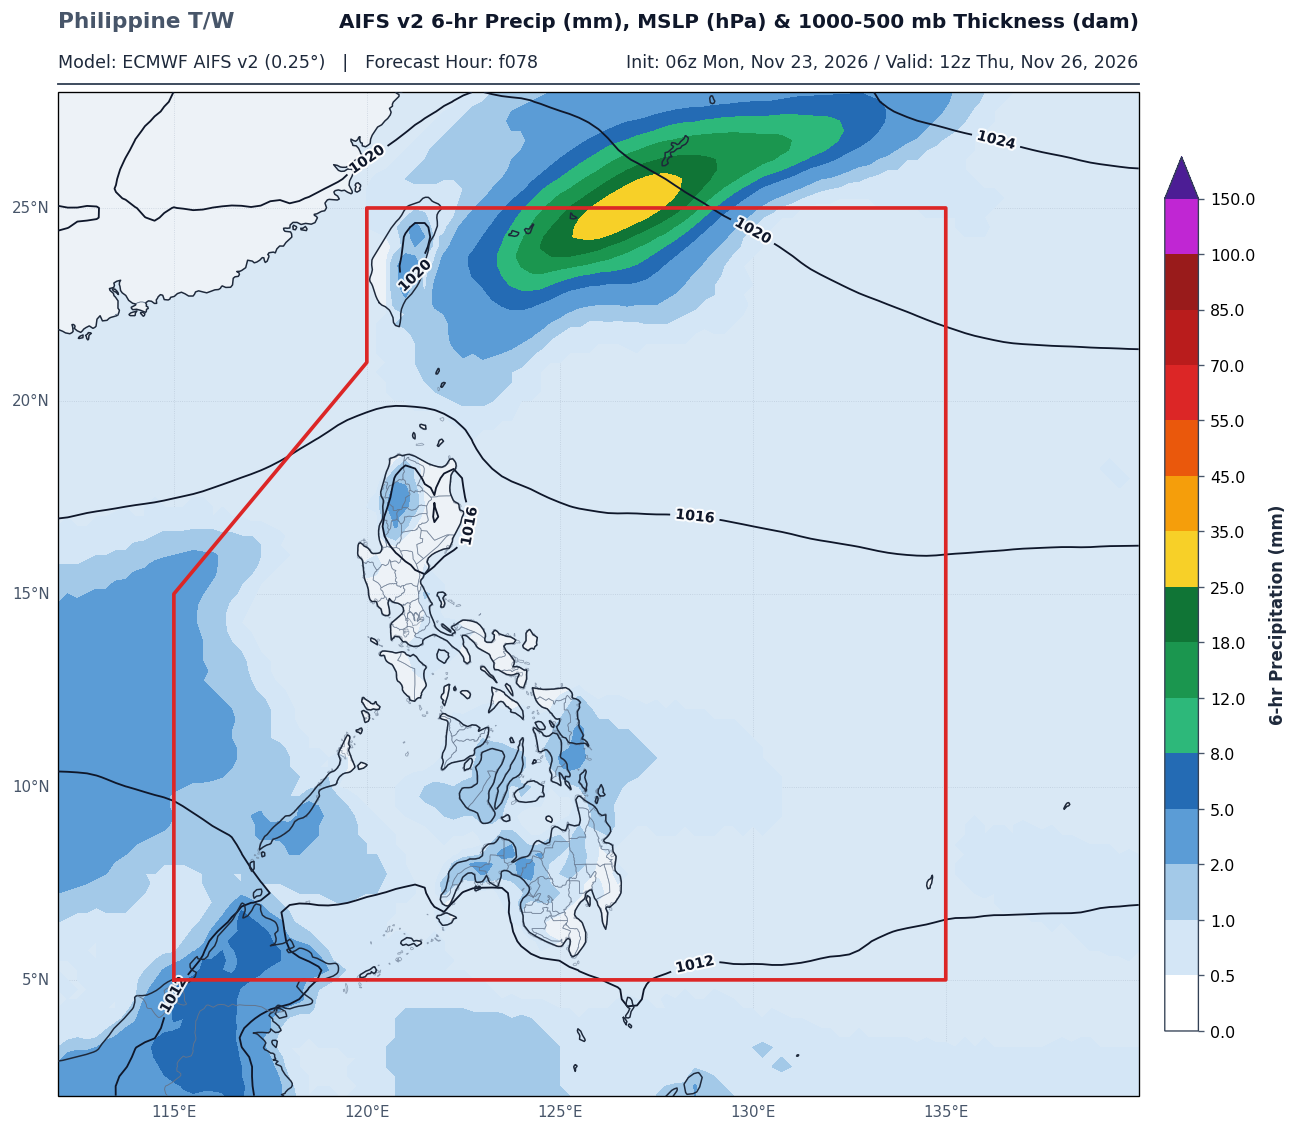 Philippine T/W
AIFS v2 6-hr Precip (mm), MSLP (hPa) & 1000-500 mb Thickness (dam)
Model: ECMWF AIFS v2 (0.25°) | Forecast Hour: f078
Init: 06z Mon, Nov 23, 2026 / Valid: 12z Thu, Nov 26, 2026
1024
1020
1020
1020
1016
1016
1012
1012
25°N
20°N
15°N
10°N
5°N
115°E
120°E
125°E
130°E
135°E
150.0
100.0
85.0
70.0
55.0
45.0
35.0
25.0
18.0
12.0
8.0
5.0
2.0
1.0
0.5
0.0
6-hr Precipitation (mm)